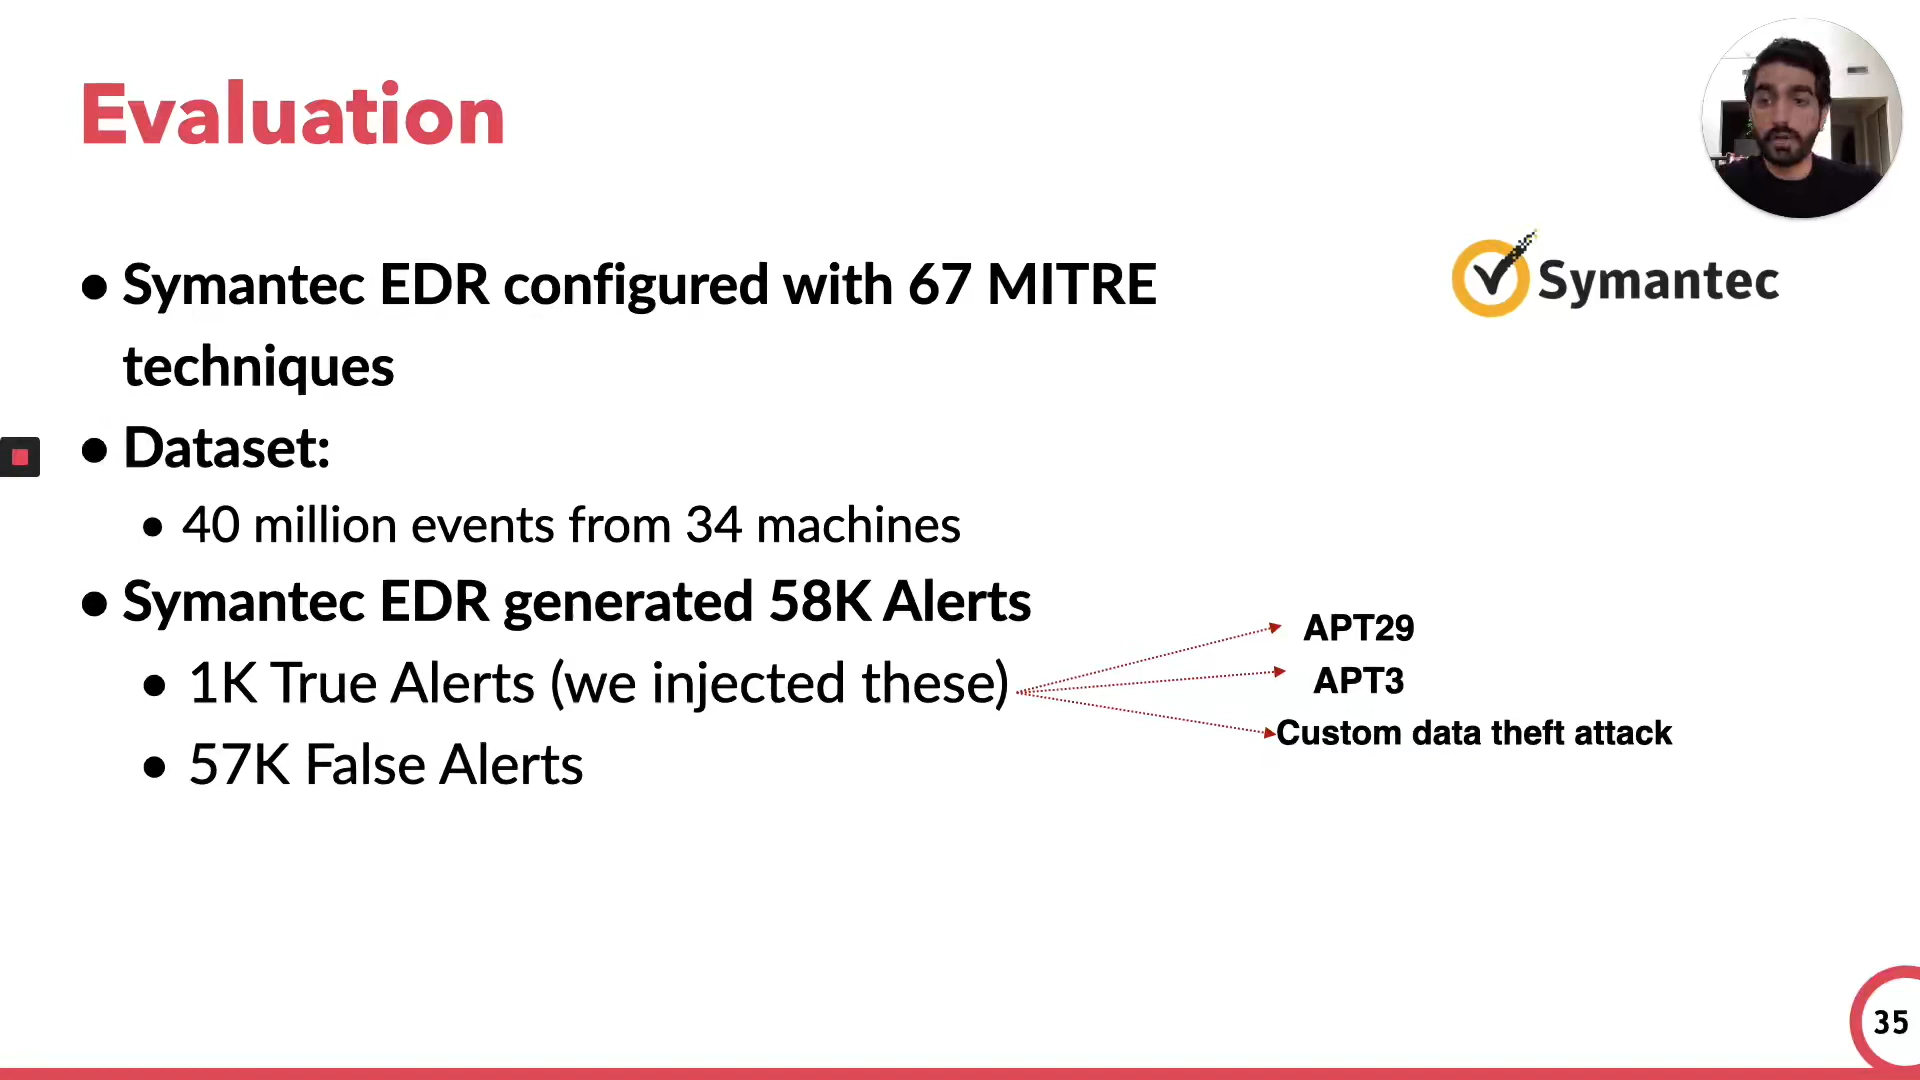 Evaluation
Symantec
• Symantec EDR configured with 67 MITRE
techniques
• Dataset:
• 40 million events from 34 machines
• Symantec EDR generated 58K Alerts
• 1K True Alerts (we injected these)
APT29
APT3
Custom data theft attack
• 57K False Alerts
35